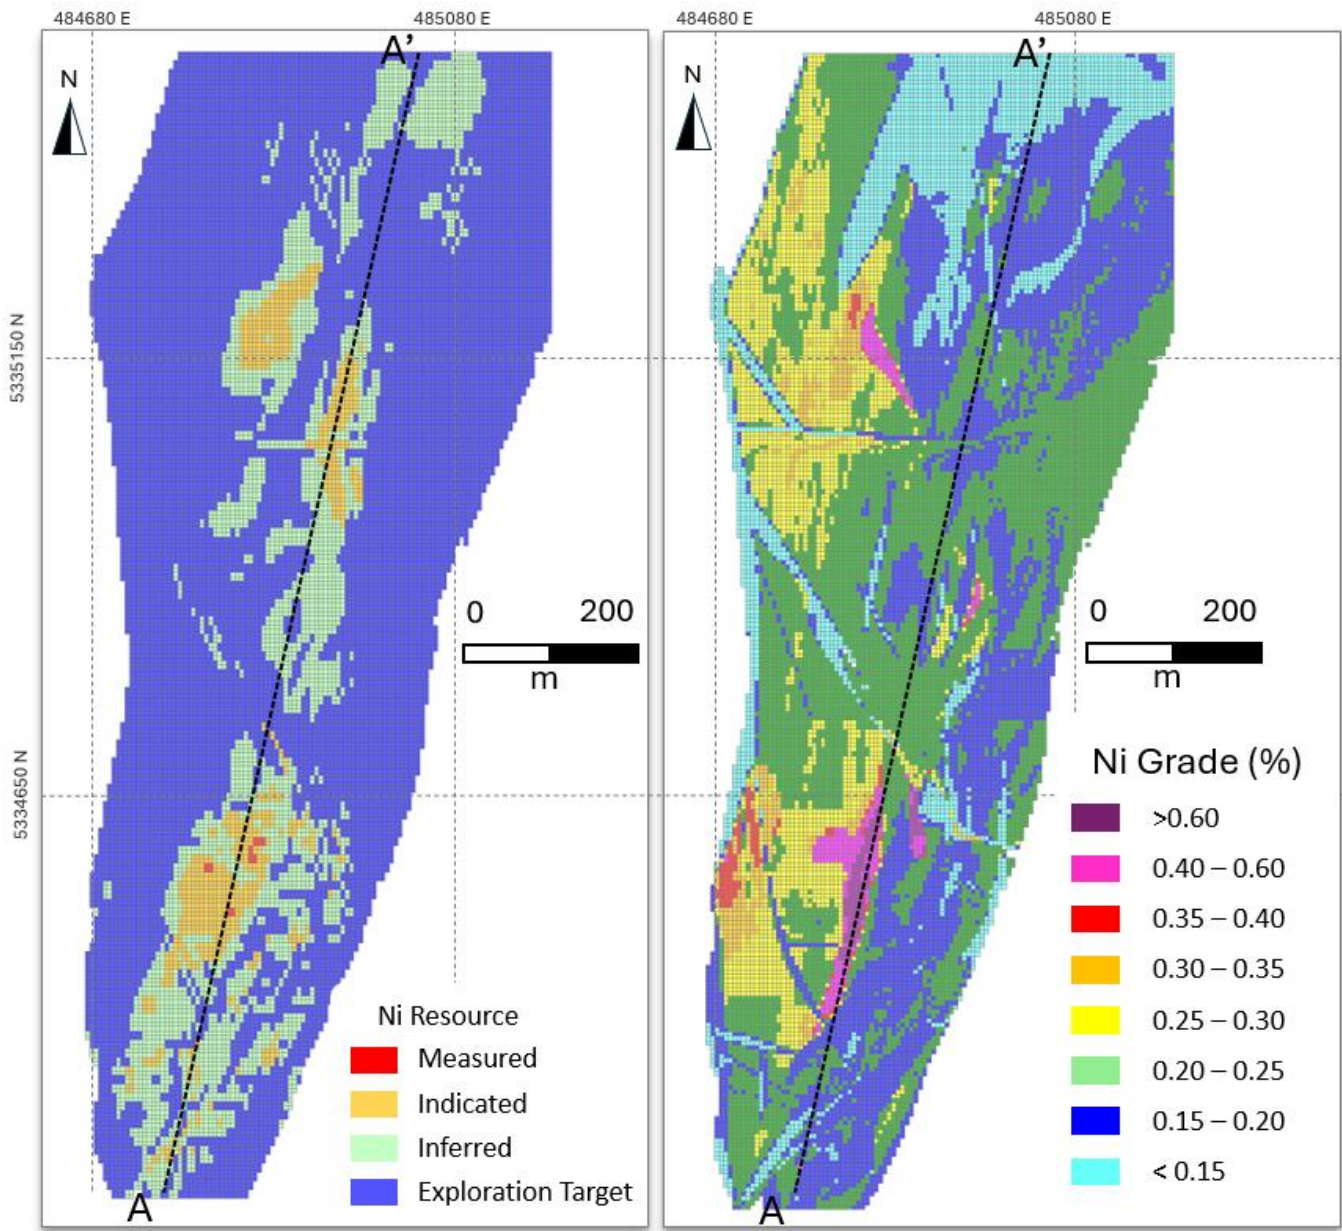 484680 E
485080 E
484680 E
485080 E
A’
A’
N
N
5335150 N
0
200
m
0
200
m
5334650 N
Ni Resource
Measured
Indicated
Inferred
Exploration Target
Ni Grade (%)
>0.60
0.40 – 0.60
0.35 – 0.40
0.30 – 0.35
0.25 – 0.30
0.20 – 0.25
0.15 – 0.20
< 0.15
A
A